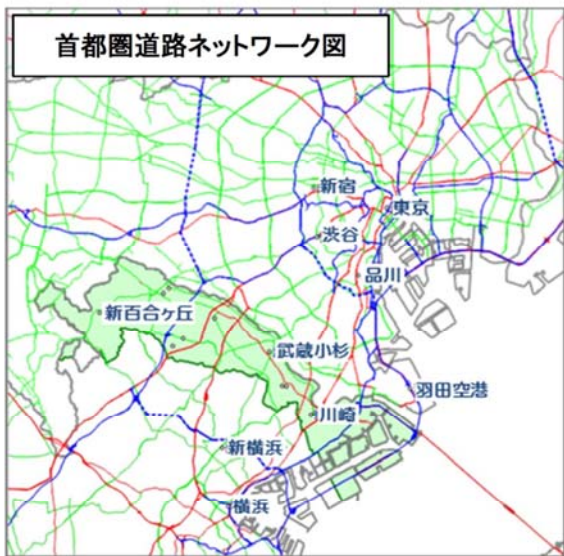 首都圏道路ネットワーク図
新宿
東京
渋谷
品川
新百合ヶ丘
武蔵小杉
羽田空港
川崎
新横浜
横浜